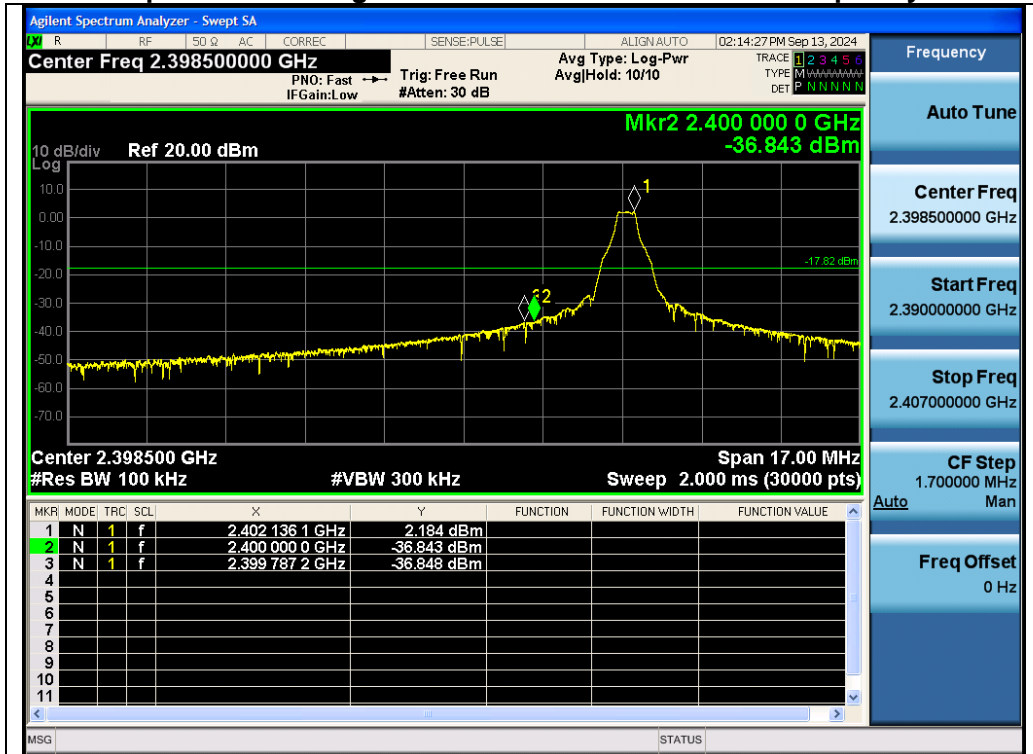 Agilent Spectrum Analyzer - Swept SA
LXI R RF 50 Ω AC CORREC SENSE:PULSE ALIGN AUTO 02:14:27 PM Sep 13, 2024
Center Freq 2.398500000 GHz Avg Type: Log-Pwr TRACE 1 2 3 4 5 6
PNO: Fast Trig: Free Run Avg|Hold: 10/10 TYPE M WWWWW
IFGain:Low #Atten: 30 dB DET P N N N N N
Mkr2 2.400 000 0 GHz
10 dB/div Ref 20.00 dBm -36.843 dBm
Log
10.0
1
0.00
-10.0
-17.82 dBm
-20.0
-30.0
2
-40.0
-50.0
-60.0
-70.0
Center 2.398500 GHz Span 17.00 MHz
#Res BW 100 kHz #VBW 300 kHz Sweep 2.000 ms (30000 pts)
MKR MODE TRC SCL X Y FUNCTION FUNCTION WIDTH FUNCTION VALUE
1 N 1 f 2.402 136 1 GHz 2.184 dBm
2 N 1 f 2.400 000 0 GHz -36.843 dBm
3 N 1 f 2.399 787 2 GHz -36.848 dBm
4
5
6
7
8
9
10
11
MSG STATUS
Frequency
Auto Tune
Center Freq
2.398500000 GHz
Start Freq
2.390000000 GHz
Stop Freq
2.407000000 GHz
CF Step
1.700000 MHz
Auto Man
Freq Offset
0 Hz